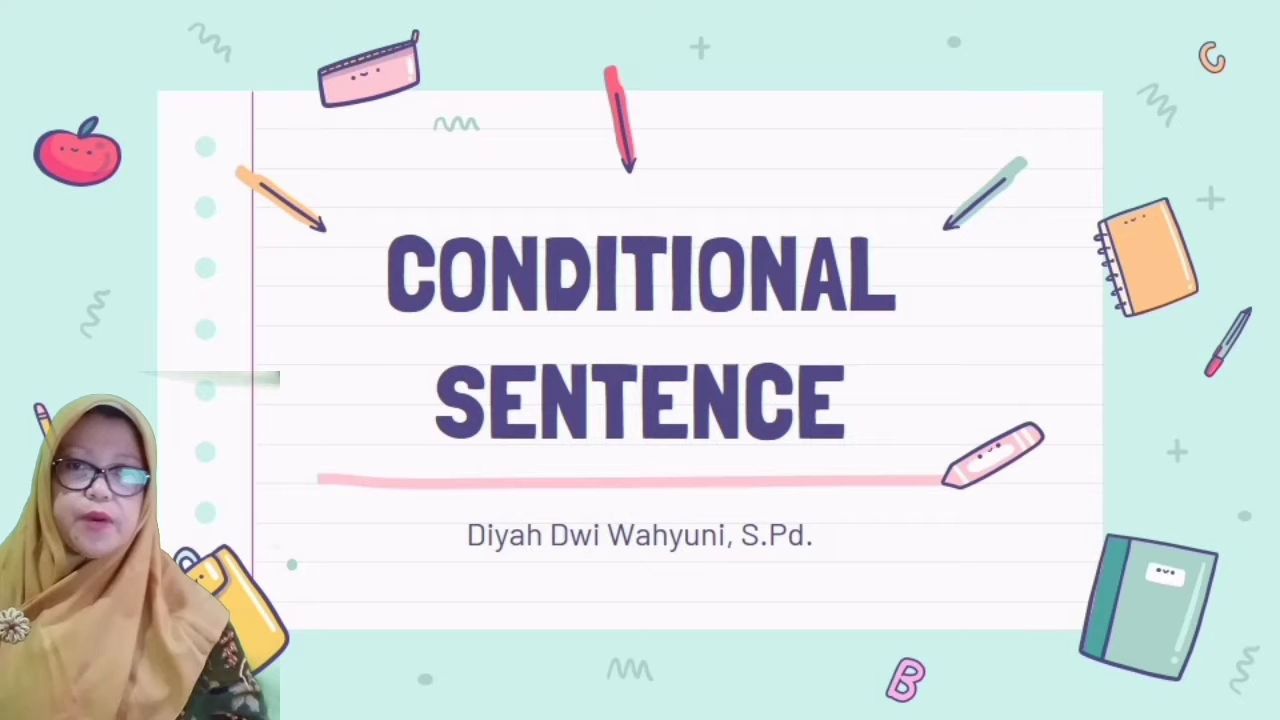 C
CONDITIONAL
SENTENCE
Diyah Dwi Wahyuni, S.Pd.
B